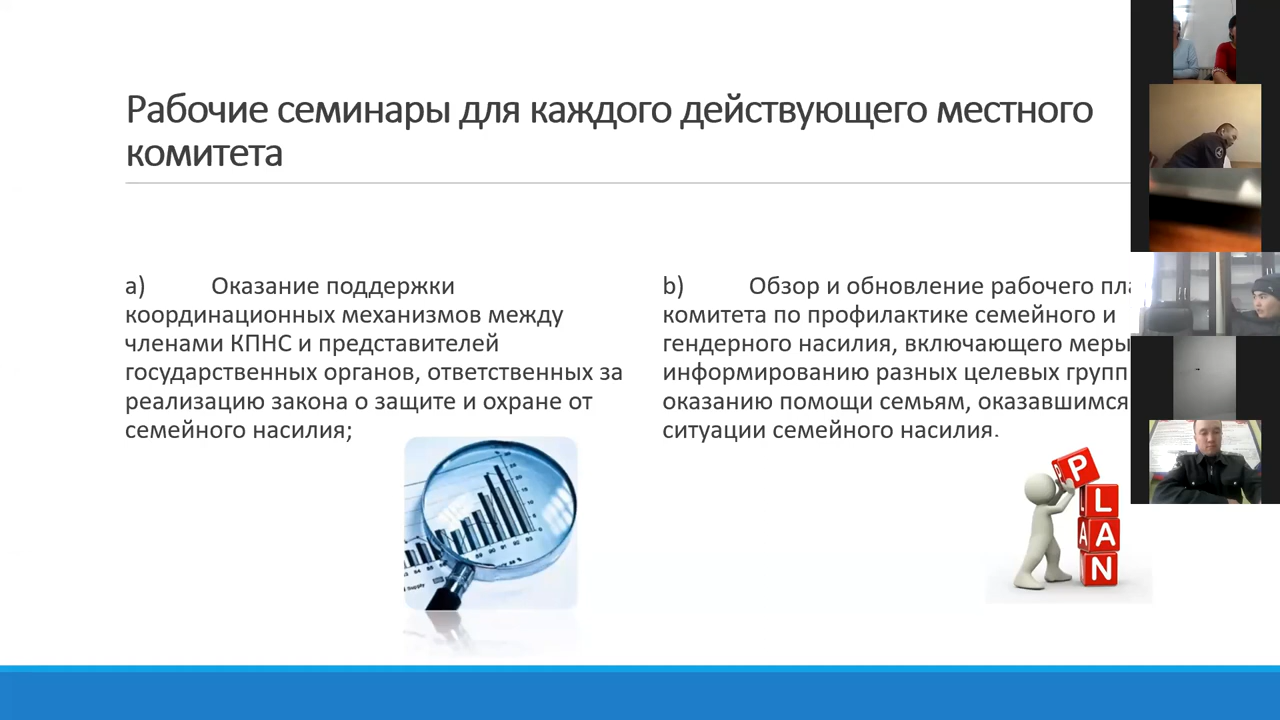 Рабочие семинары для каждого действующего местного
комитета
a) Оказание поддержки
координационных механизмов между
членами КПНС и представителей
государственных органов, ответственных за
реализацию закона о защите и охране от
семейного насилия;
b) Обзор и обновление рабочего
комитета по профилактике семейного и
гендерного насилия, включающего меры
информированию разных целевых групп
оказанию помощи семьям, оказавшимся
ситуации семейного насилия.
P
L
A A
N